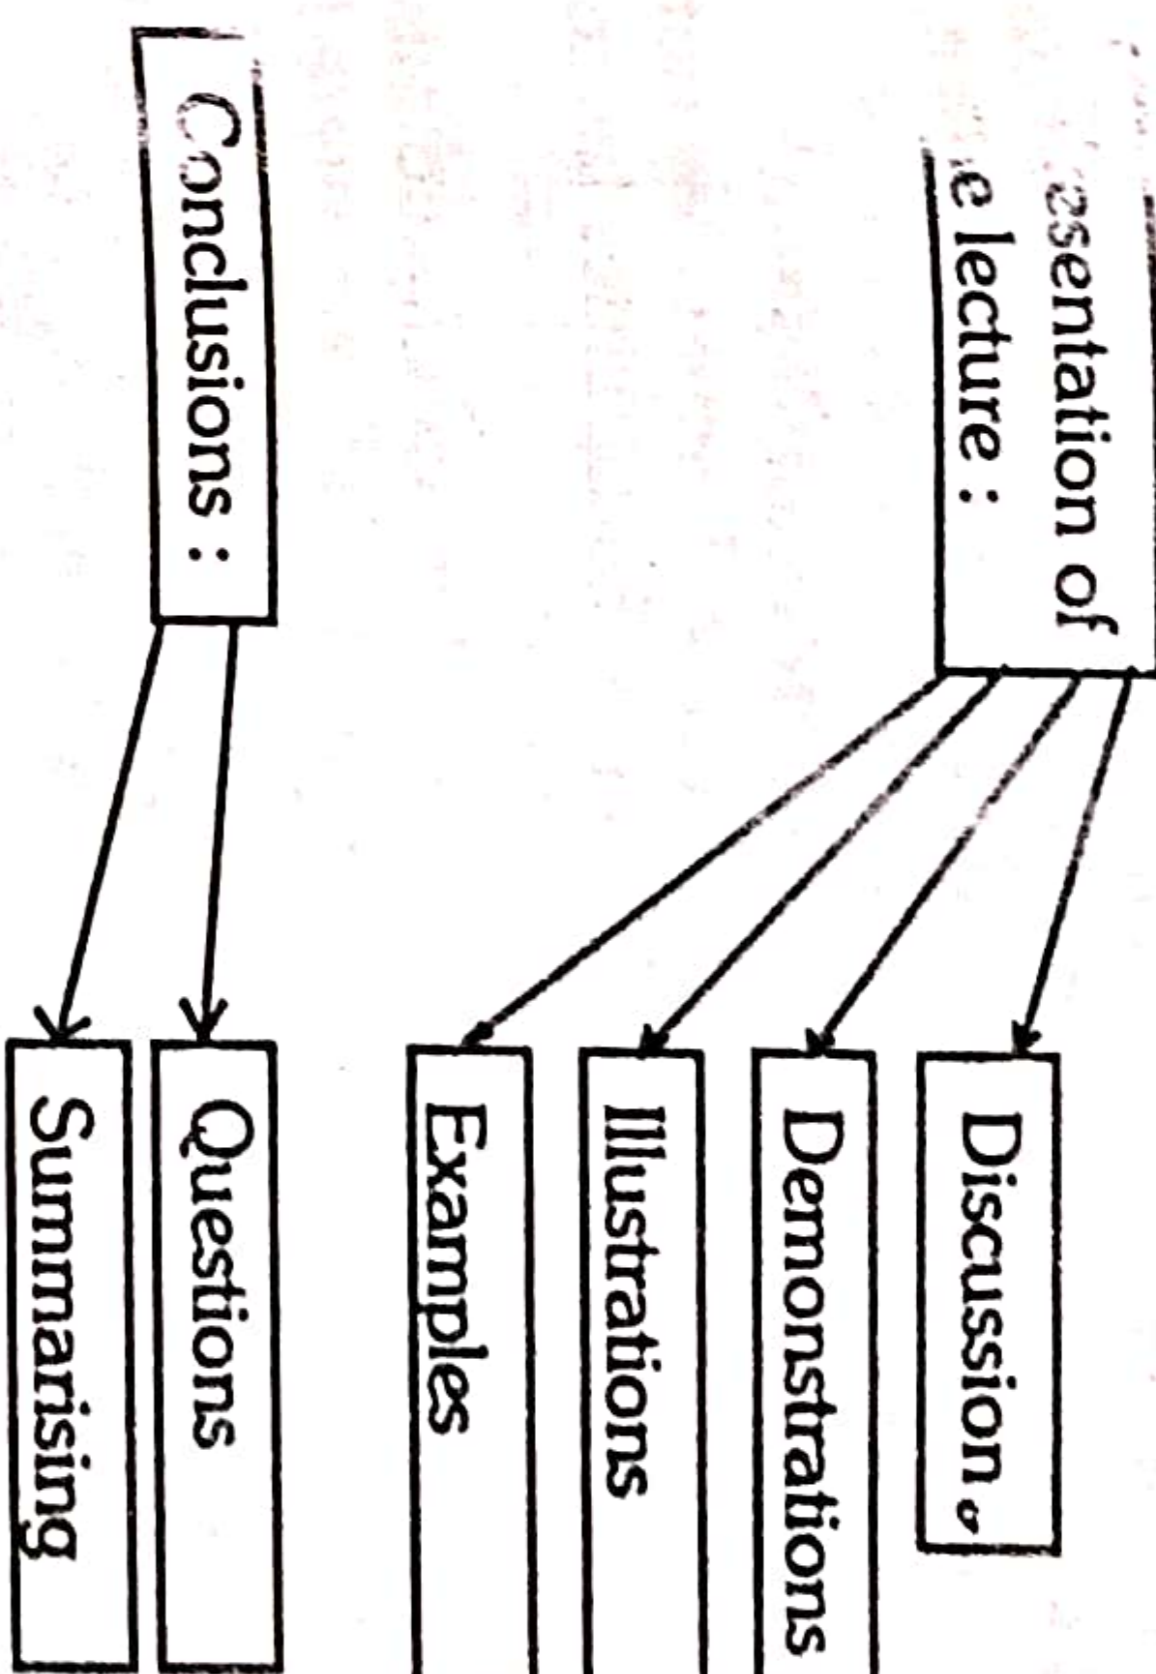 esentation of
e lecture :
Discussion
Demonstrations
Illustrations
Examples
Conclusions :
Questions
Summarising